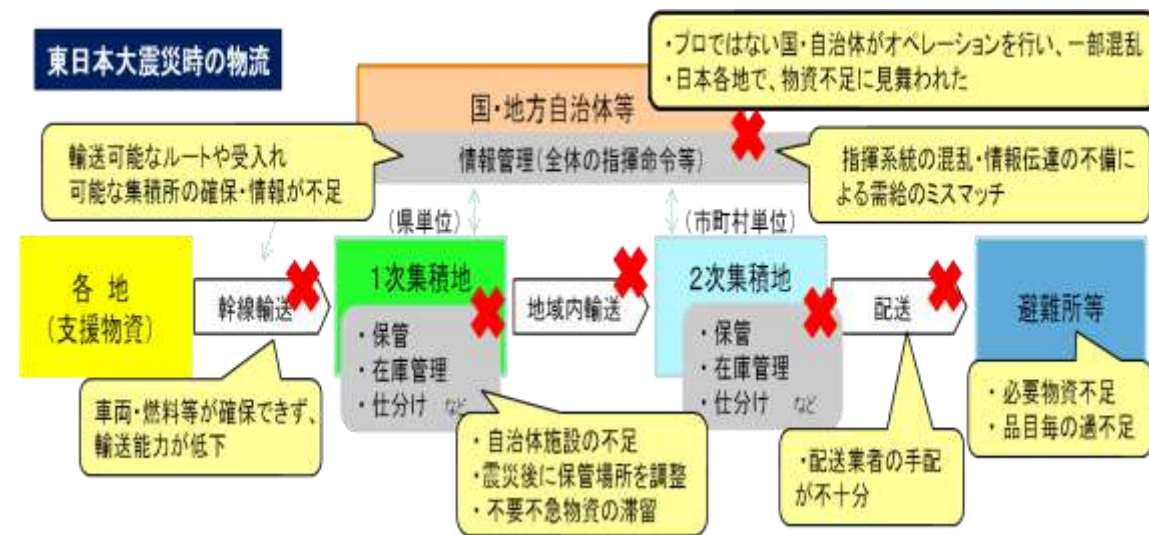 東日本大震災時の物流
・プロではない国・自治体がオペレーションを行い、一部混乱
・日本各地で、物資不足に見舞われた
国・地方自治体等
情報管理(全体の指揮命令等)
輸送可能なルートや受入れ
可能な集積所の確保・情報が不足
指揮系統の混乱・情報伝達の不備に
よる需給のミスマッチ
(県単位)
(市町村単位)
各 地
(支援物資)
幹線輸送
1次集積地
・保管
・在庫管理
・仕分け など
地域内輸送
2次集積地
・保管
・在庫管理
・仕分け など
配送
避難所等
車両・燃料等が確保できず、
輸送能力が低下
・自治体施設の不足
・震災後に保管場所を調整
・不要不急物資の滞留
・配送業者の手配
が不十分
・必要物資不足
・品目毎の過不足